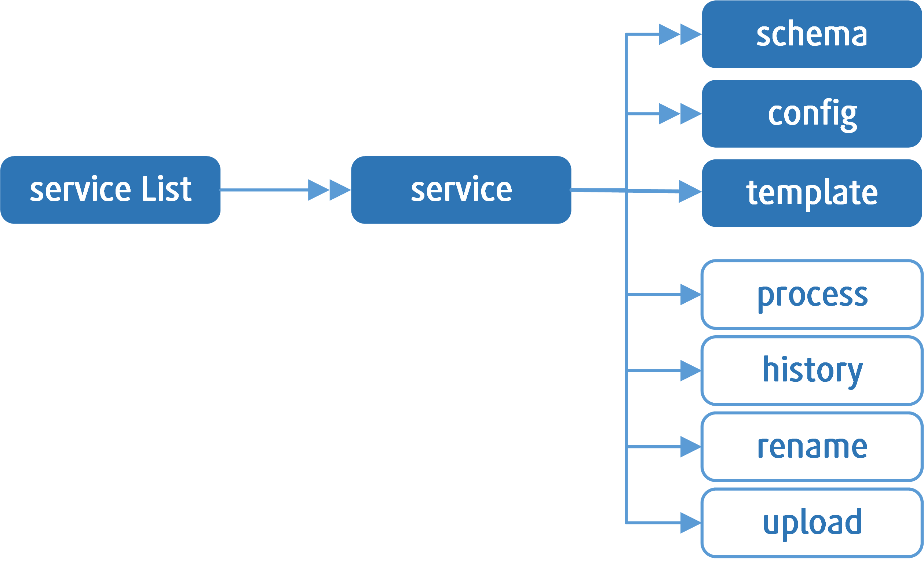 schema
config
service List
service
template
process
history
rename
upload